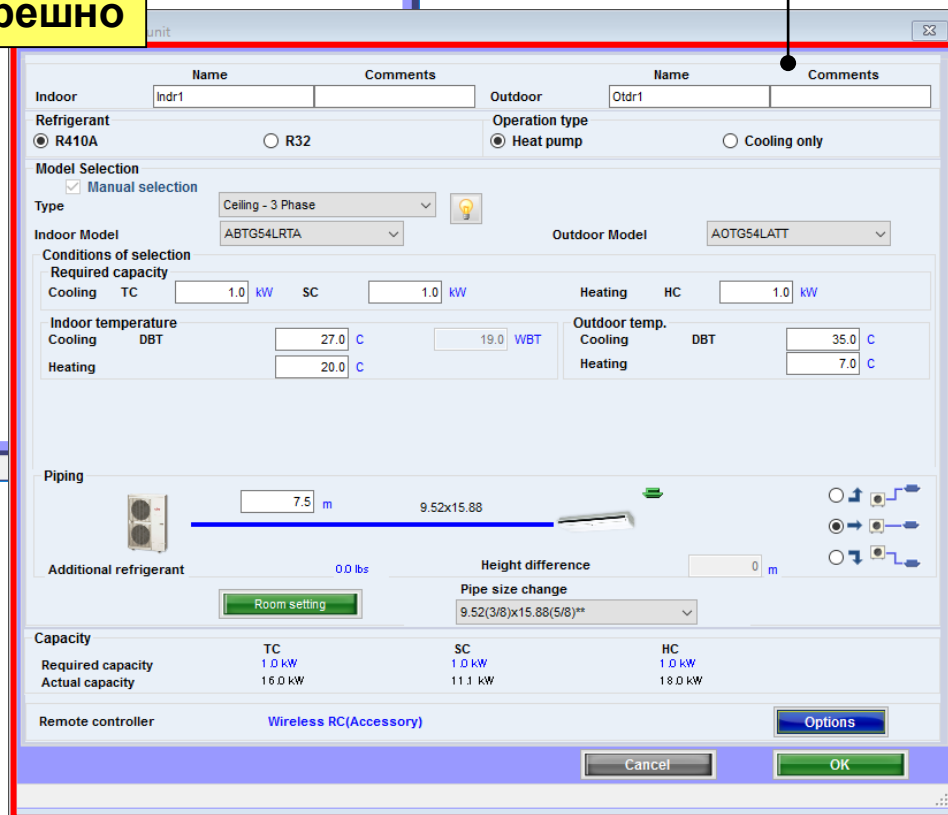 решно
unit
Name Comments Name Comments
Indoor Indr1 Outdoor Otdr1
Refrigerant Operation type
R410A R32 Heat pump Cooling only
Model Selection
Manual selection
Type Ceiling - 3 Phase
Indoor Model ABTG54LRTA Outdoor Model AOTG54LATT
Conditions of selection
Required capacity
Cooling TC 1.0 kW SC 1.0 kW Heating HC 1.0 kW
Indoor temperature Outdoor temp.
Cooling DBT 27.0 C 19.0 WBT Cooling DBT 35.0 C
Heating 20.0 C Heating 7.0 C
Piping
7.5 m 9.52x15.88
Additional refrigerant 0.0 lbs Height difference 0 m
Pipe size change
Room setting 9.52(3/8)x15.88(5/8)**
Capacity
TC SC HC
Required capacity 1.0 kW 1.0 kW 1.0 kW
Actual capacity 16.0 kW 11.1 kW 18.0 kW
Remote controller Wireless RC(Accessory) Options
Cancel OK